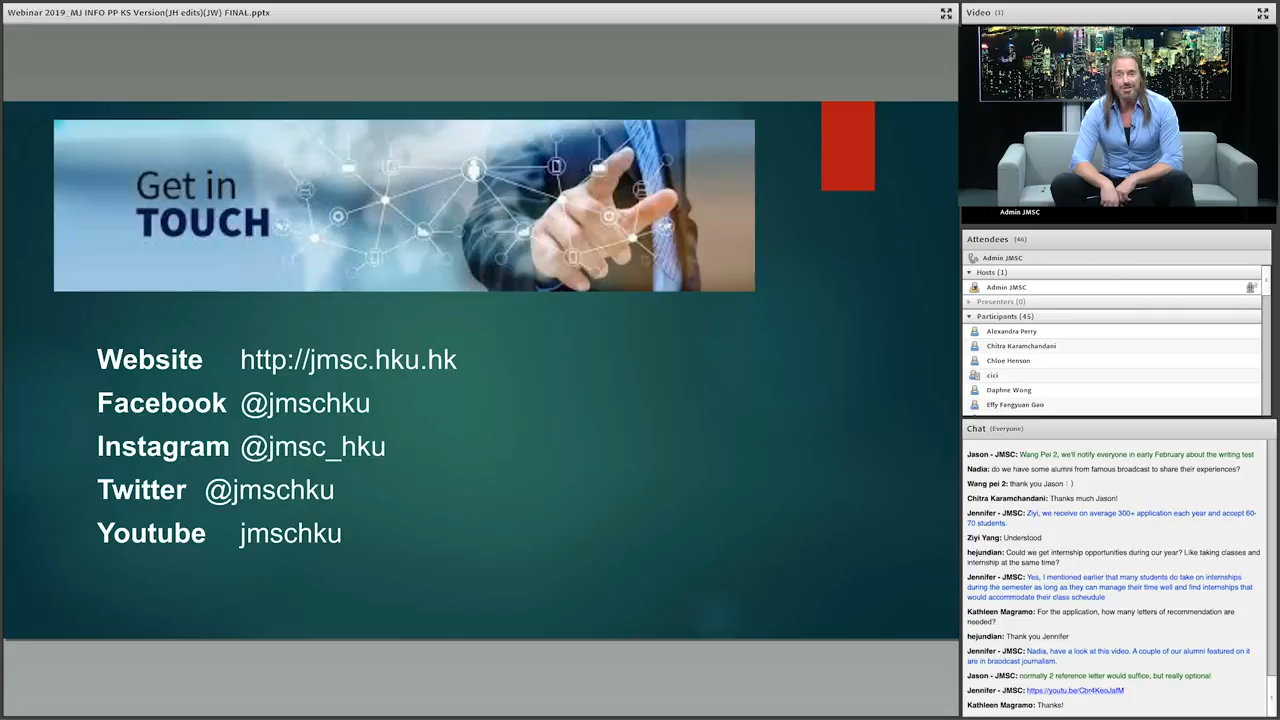 Webinar 2019_MJ INFO PP KS Version(JH edits)(JW) FINAL.pptx
Get in
TOUCH
Website http://jmsc.hku.hk
Facebook @jmschku
Instagram @jmsc_hku
Twitter @jmschku
Youtube jmschku
Video (1)
Admin JMSC
Attendees (46)
Admin JMSC
Hosts (1)
Admin JMSC
Presenters (0)
Participants (45)
Alexandra Perry
Chitra Karamchandani
Chloe Henson
cici
Daphne Wong
Effy Fangyuan Gao
Chat (Everyone)
Jason - JMSC: Wang Pei 2, we'll notify everyone in early February about the writing test
Nadia: do we have some alumni from famous broadcast to share their experiences?
Wang pei 2: thank you Jason：)
Chitra Karamchandani: Thanks much Jason!
Jennifer - JMSC: Ziyi, we receive on average 300+ application each year and accept 60-
70 students.
Ziyi Yang: Understood
hejundian: Could we get internship opportunities during our year? Like taking classes and
internship at the same time?
Jennifer - JMSC: Yes, I mentioned earlier that many students do take on internships
during the semester as long as they can manage their time well and find internships that
would accommodate their class scheudule
Kathleen Magramo: For the application, how many letters of recommendation are
needed?
hejundian: Thank you Jennifer
Jennifer - JMSC: Nadia, have a look at this video. A couple of our alumni featured on it
are in braodcast journalism.
Jason - JMSC: normally 2 reference letter would suffice, but really optional
Jennifer - JMSC: https://youtu.be/Cbr4KeoJafM
Kathleen Magramo: Thanks!